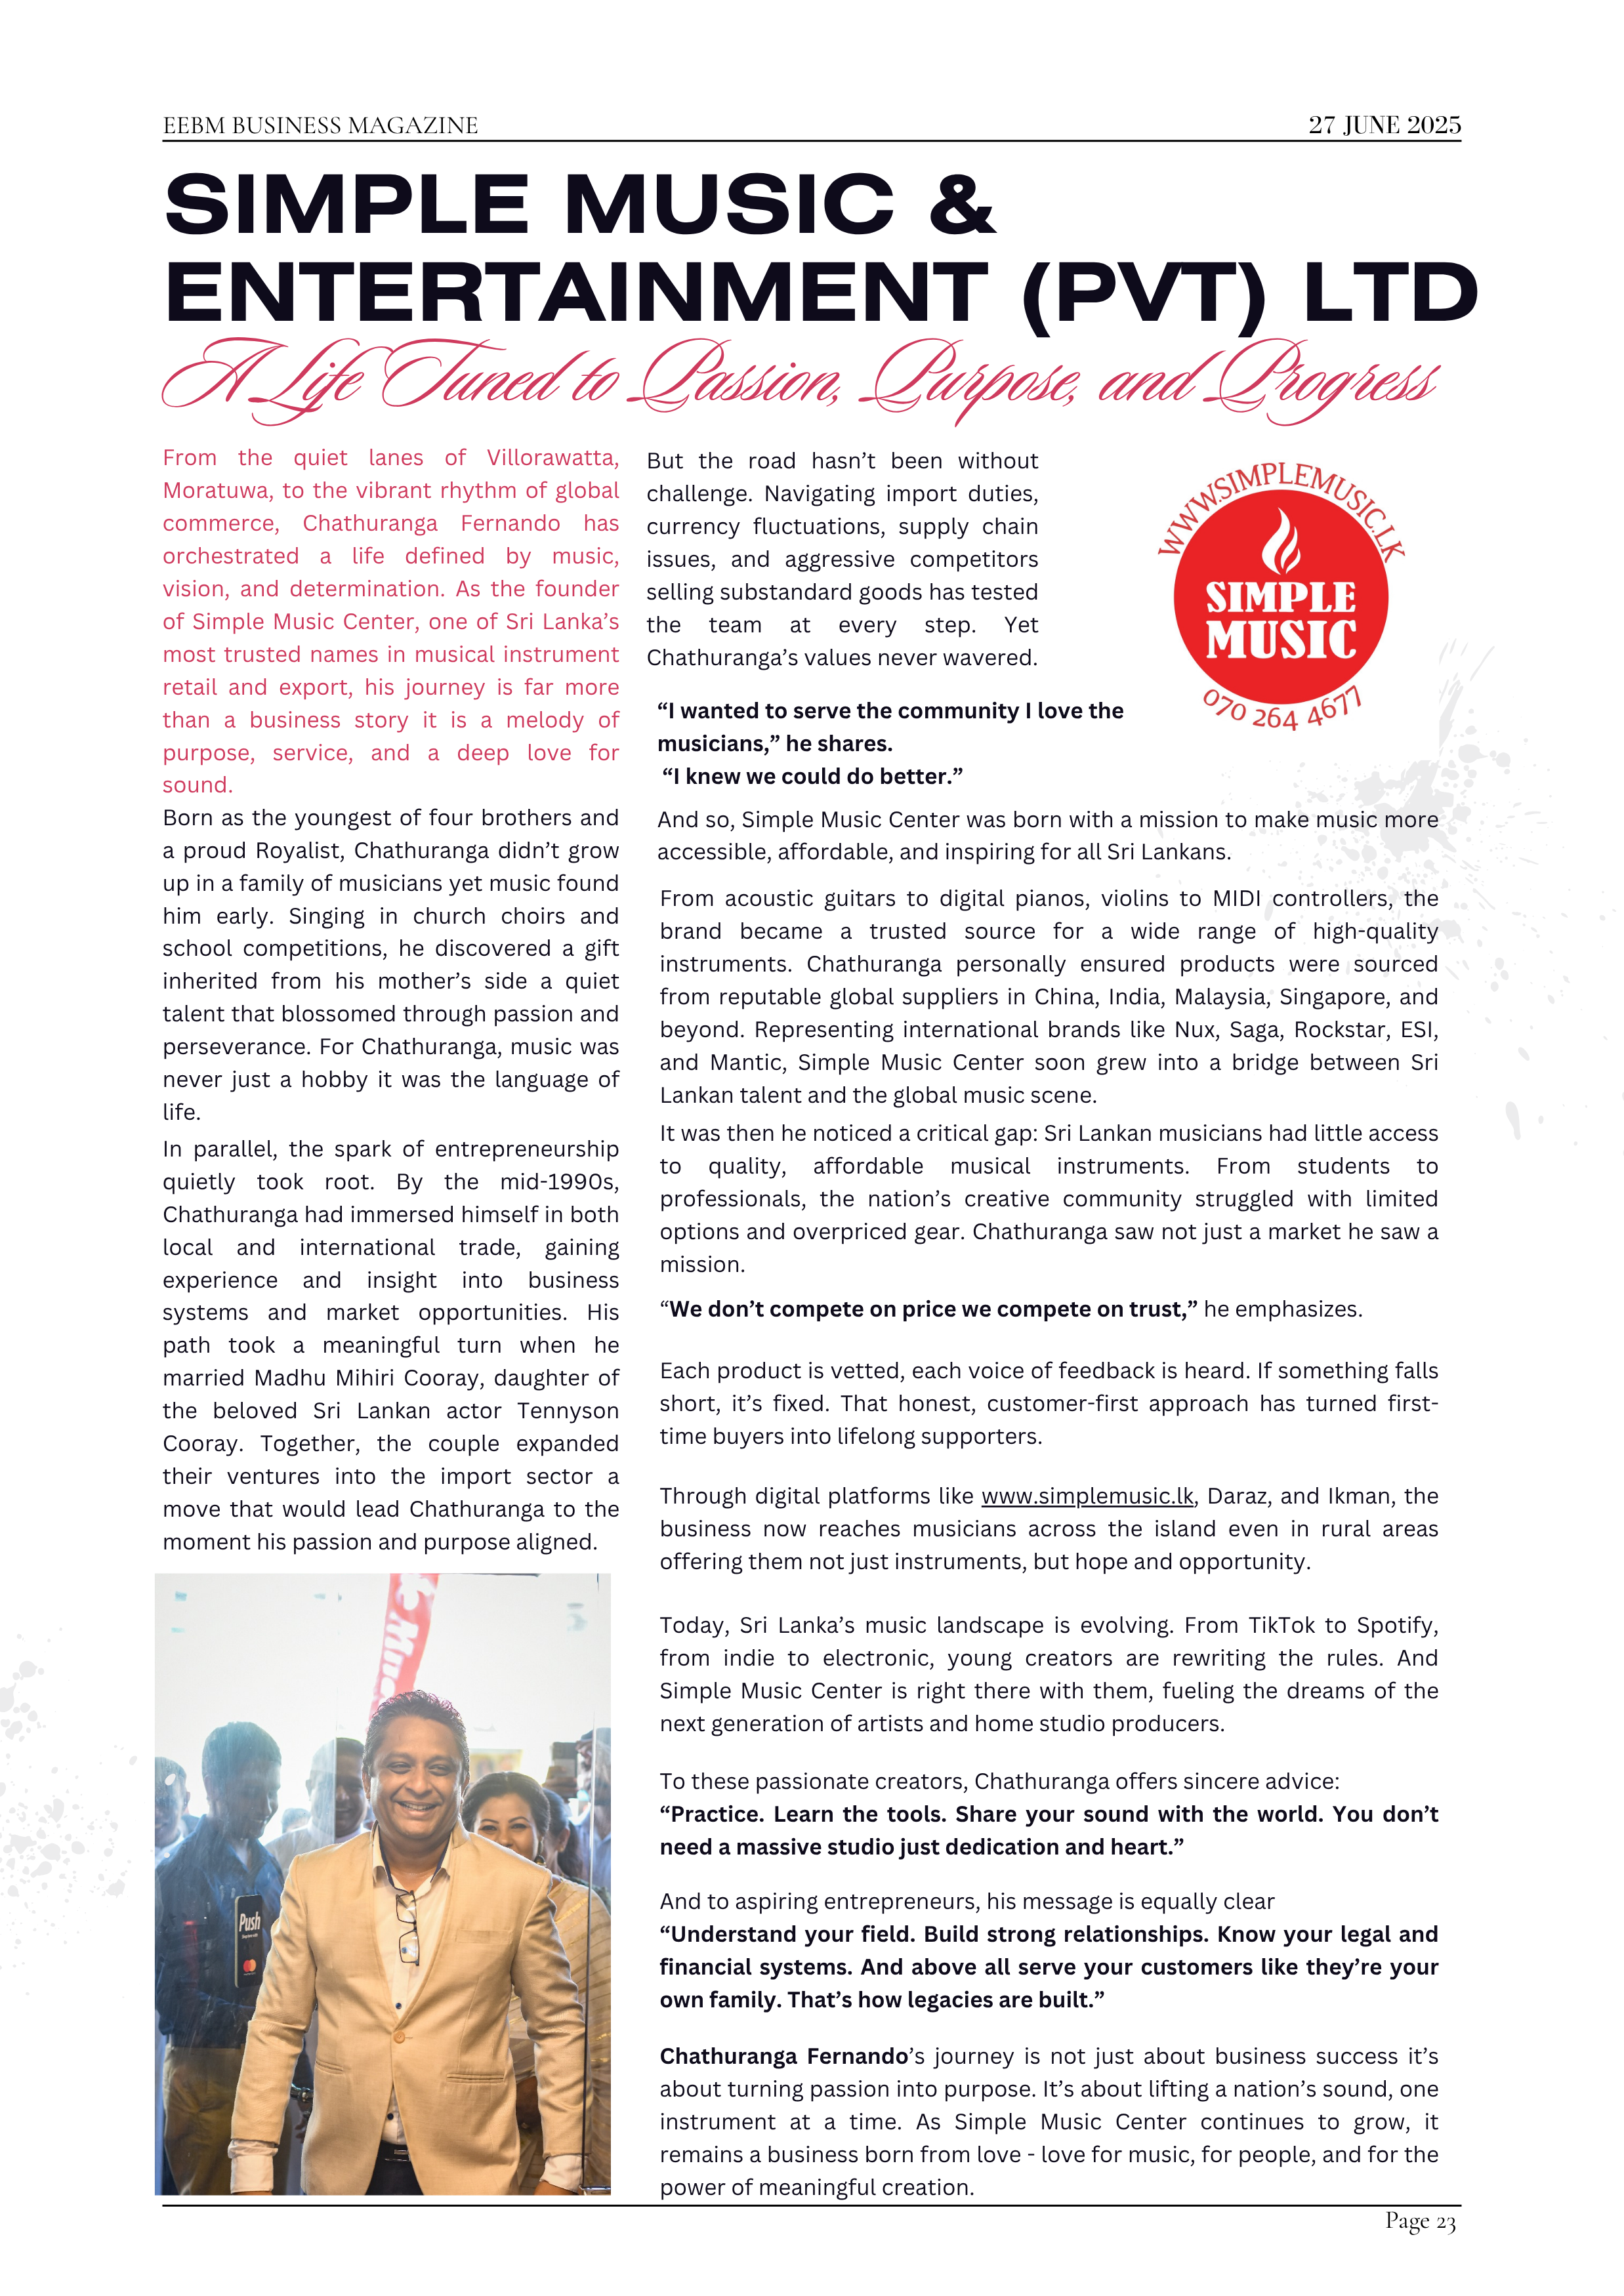 EEBM BUSINESS MAGAZINE
27 JUNE 2025
SIMPLE MUSIC &
ENTERTAINMENT (PVT) LTD
A Life Tuned to Passion, Purpose, and Progress
From the quiet lanes of Villorawatta,
Moratuwa, to the vibrant rhythm of global
commerce, Chathuranga Fernando has
orchestrated a life defined by music,
vision, and determination. As the founder
of Simple Music Center, one of Sri Lanka’s
most trusted names in musical instrument
retail and export, his journey is far more
than a business story it is a melody of
purpose, service, and a deep love for
sound.
Born as the youngest of four brothers and
a proud Royalist, Chathuranga didn’t grow
up in a family of musicians yet music found
him early. Singing in church choirs and
school competitions, he discovered a gift
inherited from his mother’s side a quiet
talent that blossomed through passion and
perseverance. For Chathuranga, music was
never just a hobby it was the language of
life.
In parallel, the spark of entrepreneurship
quietly took root. By the mid-1990s,
Chathuranga had immersed himself in both
local and international trade, gaining
experience and insight into business
systems and market opportunities. His
path took a meaningful turn when he
married Madhu Mihiri Cooray, daughter of
the beloved Sri Lankan actor Tennyson
Cooray. Together, the couple expanded
their ventures into the import sector a
move that would lead Chathuranga to the
moment his passion and purpose aligned.
Push
But the road hasn’t been without
challenge. Navigating import duties,
currency fluctuations, supply chain
issues, and aggressive competitors
selling substandard goods has tested
the team at every step. Yet
Chathuranga’s values never wavered.
WWW.SIMPLEMUSIC.LK
SIMPLE
MUSIC
070 264 4677
“I wanted to serve the community I love the
musicians,” he shares.
“I knew we could do better.”
And so, Simple Music Center was born with a mission to make music more
accessible, affordable, and inspiring for all Sri Lankans.
From acoustic guitars to digital pianos, violins to MIDI controllers, the
brand became a trusted source for a wide range of high-quality
instruments. Chathuranga personally ensured products were sourced
from reputable global suppliers in China, India, Malaysia, Singapore, and
beyond. Representing international brands like Nux, Saga, Rockstar, ESI,
and Mantic, Simple Music Center soon grew into a bridge between Sri
Lankan talent and the global music scene.
It was then he noticed a critical gap: Sri Lankan musicians had little access
to quality, affordable musical instruments. From students to
professionals, the nation’s creative community struggled with limited
options and overpriced gear. Chathuranga saw not just a market he saw a
mission.
“We don’t compete on price we compete on trust,” he emphasizes.
Each product is vetted, each voice of feedback is heard. If something falls
short, it’s fixed. That honest, customer-first approach has turned first-
time buyers into lifelong supporters.
Through digital platforms like www.simplemusic.lk, Daraz, and Ikman, the
business now reaches musicians across the island even in rural areas
offering them not just instruments, but hope and opportunity.
Today, Sri Lanka’s music landscape is evolving. From TikTok to Spotify,
from indie to electronic, young creators are rewriting the rules. And
Simple Music Center is right there with them, fueling the dreams of the
next generation of artists and home studio producers.
To these passionate creators, Chathuranga offers sincere advice:
“Practice. Learn the tools. Share your sound with the world. You don’t
need a massive studio just dedication and heart.”
And to aspiring entrepreneurs, his message is equally clear
“Understand your field. Build strong relationships. Know your legal and
financial systems. And above all serve your customers like they’re your
own family. That’s how legacies are built.”
Chathuranga Fernando’s journey is not just about business success it’s
about turning passion into purpose. It’s about lifting a nation’s sound, one
instrument at a time. As Simple Music Center continues to grow, it
remains a business born from love - love for music, for people, and for the
power of meaningful creation.
Page 23